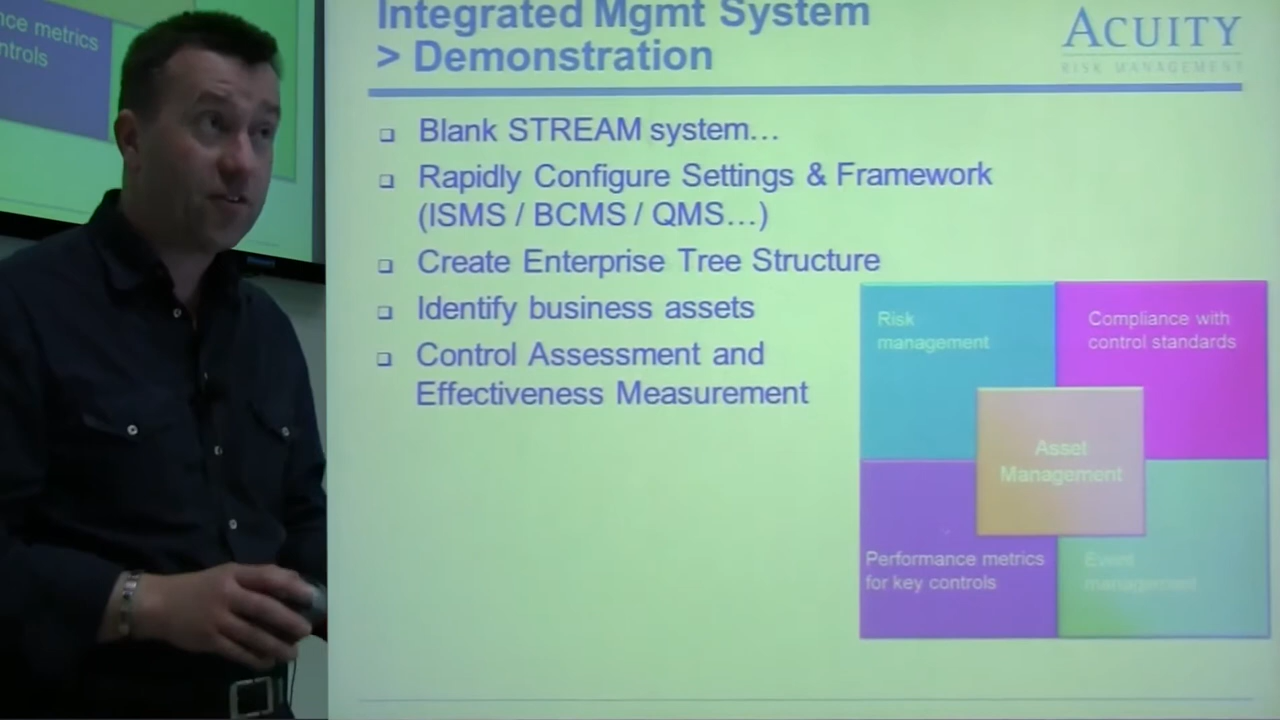 nce metrics
ntrols
Integrated Mgmt System
> Demonstration
ACUITY
RISK MANAGEMENT
Blank STREAM system…
Rapidly Configure Settings & Framework
(ISMS / BCMS / QMS…)
Create Enterprise Tree Structure
Identify business assets
Control Assessment and
Effectiveness Measurement
Risk
management
Compliance with
control standards
Asset
Management
Performance metrics
for key controls
Event
management